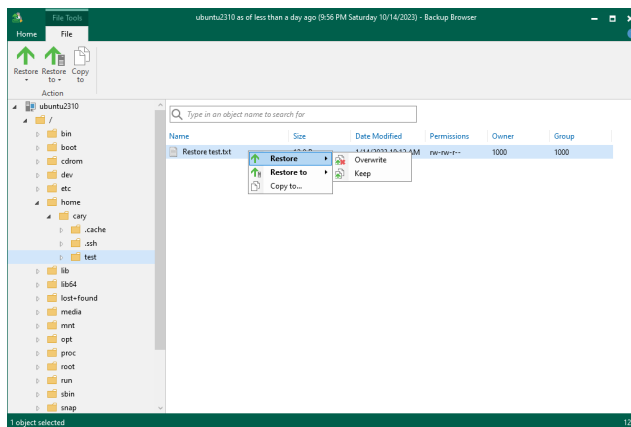 File Tools
ubuntu2310 as of less than a day ago (9:56 PM Saturday 10/14/2023) - Backup Browser
Home
File
Restore
Restore to
Copy to
Action
ubuntu2310
/
bin
boot
cdrom
dev
etc
home
cary
.cache
.ssh
test
lib
lib64
lost+found
media
mnt
opt
proc
root
run
sbin
snap
Type in an object name to search for
Name Size Date Modified Permissions Owner Group
Restore test.txt rw-rw-r-- 1000 1000
Restore
Restore to
Copy to...
Overwrite
Keep
1 object selected